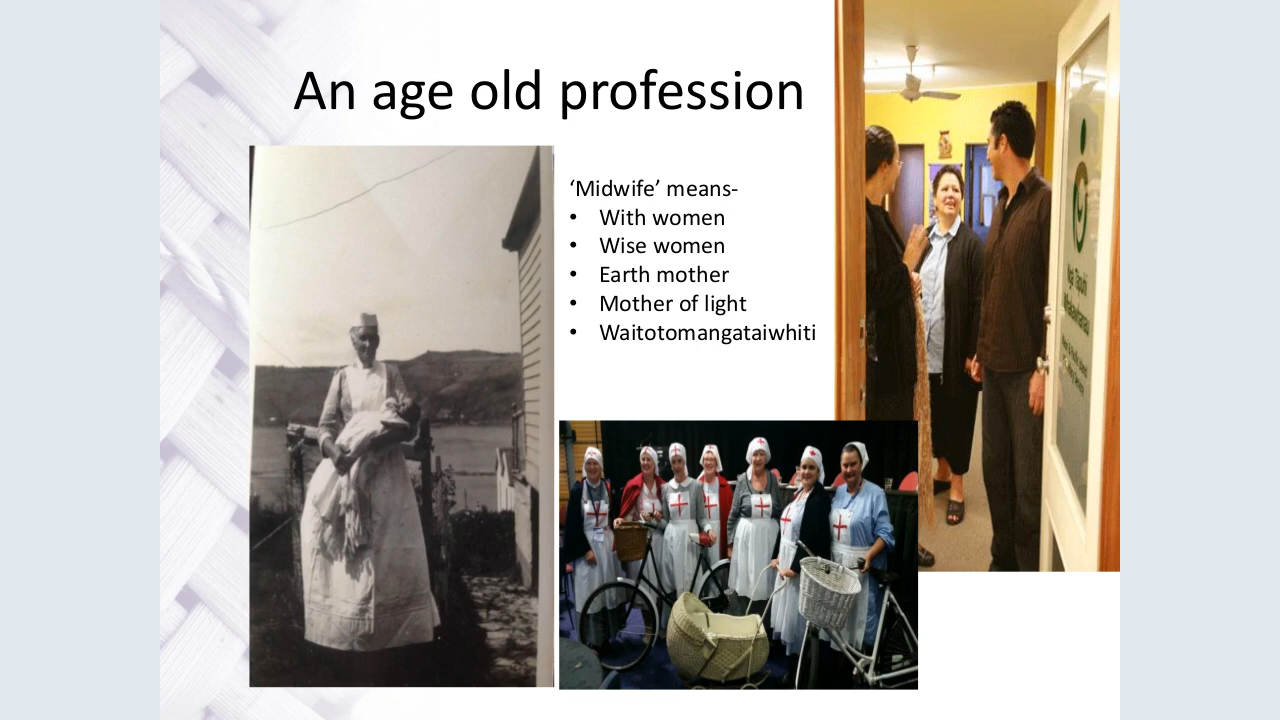 An age old profession
‘Midwife’ means-
• With women
• Wise women
• Earth mother
• Mother of light
• Waitotomangataiwhiti